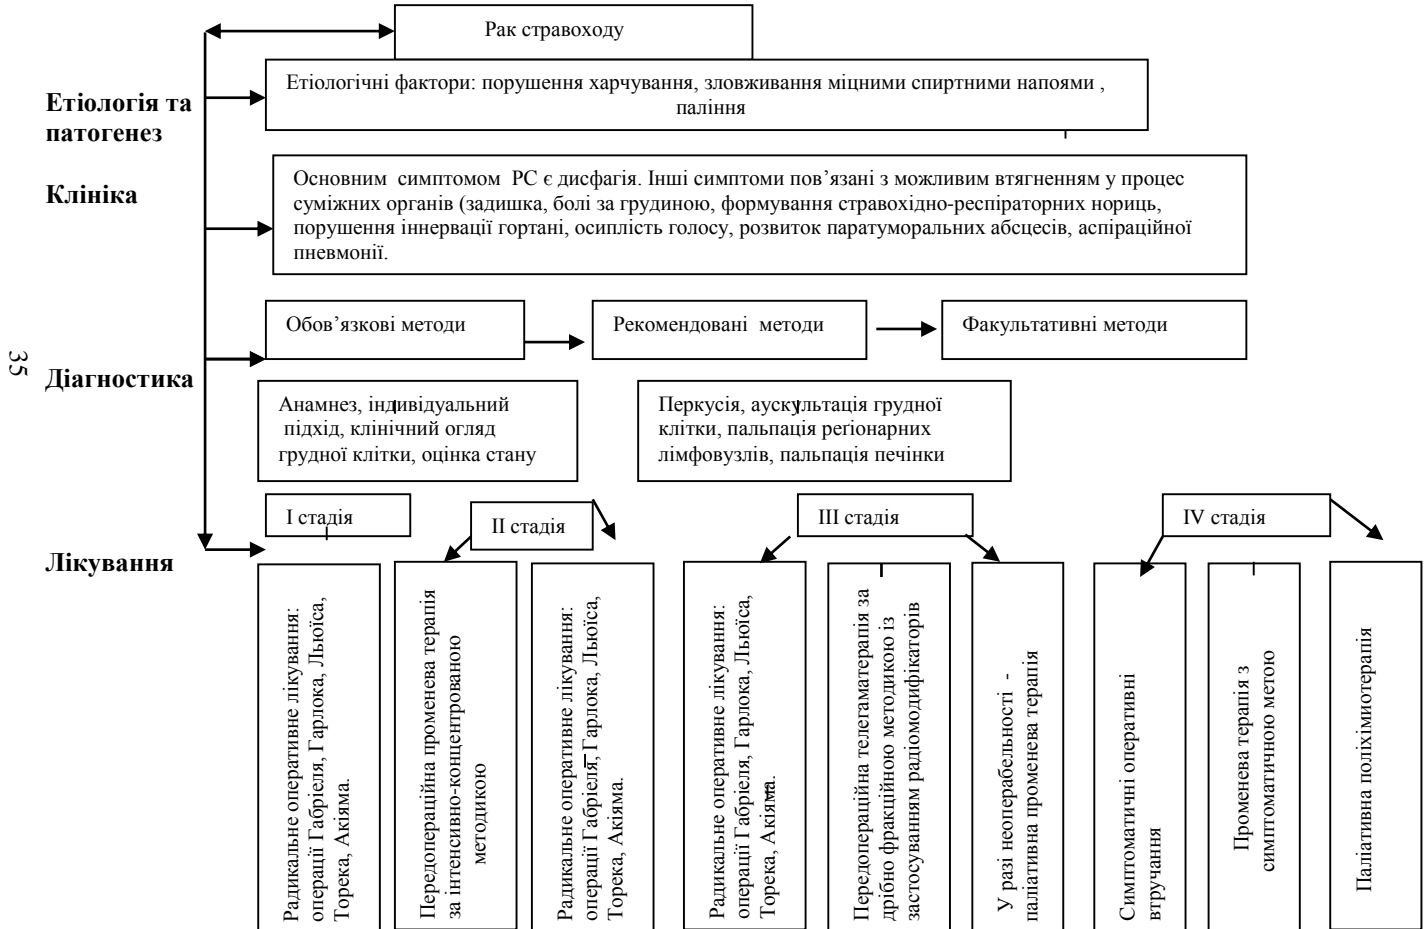 Рак стравоходу
Етіологія та
патогенез
Етіологічні фактори: порушення харчування, зловживання міцними спиртними напоями ,
паління
Клініка
Основним симптомом РС є дисфагія. Інші симптоми пов’язані з можливим втягненням у процес
суміжних органів (задишка, болі за грудиною, формування стравохідно-респіраторних нориць,
порушення іннервації гортані, осиплість голосу, розвиток паратуморальних абсцесів, аспіраційної
пневмонії.
35
Діагностика
Обов’язкові методи
Рекомендовані методи
Факультативні методи
Анамнез, індивідуальний
підхід, клінічний огляд
грудної клітки, оцінка стану
Перкусія, аускультація грудної
клітки, пальпація регіонарних
лімфовузлів, пальпація печінки
Лікування
I стадія
II стадія
III стадія
IV стадія
Радикальне оперативне лікування:
операції Габріеля, Гарлока, Льюїса,
Торека, Акіяма.
Передопераційна променева терапія
за інтенсивно-концентрованою
методикою
Радикальне оперативне лікування:
операції Габріеля, Гарлока, Льюїса,
Торека, Акіяма.
Радикальне оперативне лікування:
операції Габріеля, Гарлока, Льюїса,
Торека, Акіяма.
Передопераційна телегаматерапія за
дрібно фракційною методикою із
застосуванням радіомодифікаторів
У разі неоперабельності -
паліативна променева терапія
Симптоматичні оперативні
втручання
Променева терапія з
симптоматичною метою
Паліативна поліхіміотерапія